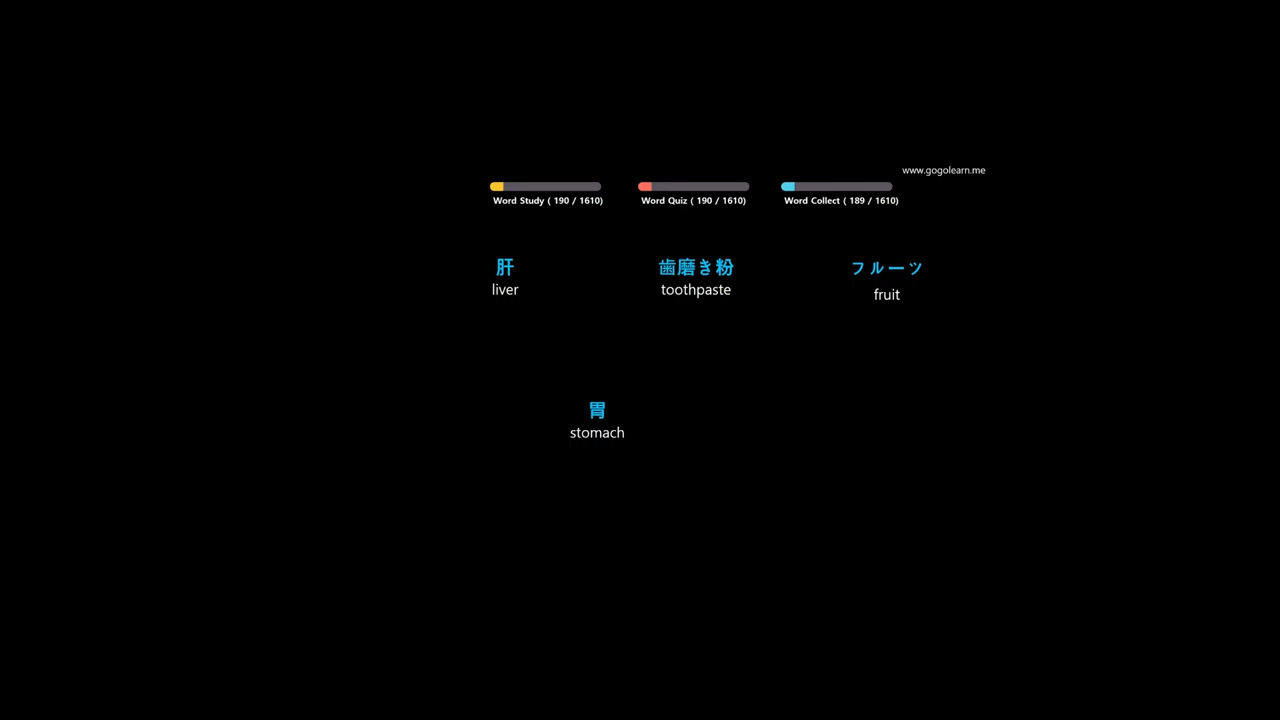 www.gogolearn.me
Word Study ( 190 / 1610)
Word Quiz ( 190 / 1610)
Word Collect ( 189 / 1610)
肝
liver
歯磨き粉
toothpaste
フルーツ
fruit
胃
stomach